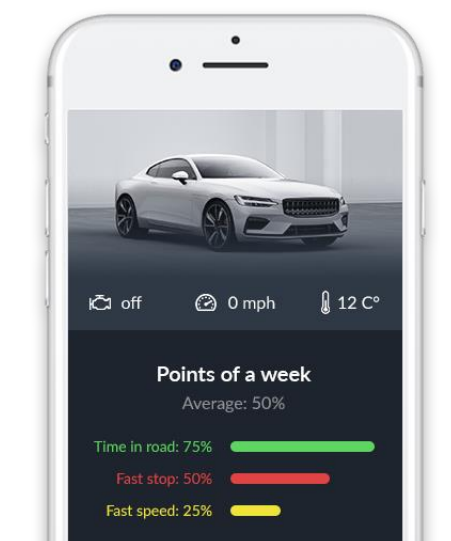 off 0 mph 12 C°
Points of a week
Average: 50%
Time in road: 75%
Fast stop: 50%
Fast speed: 25%